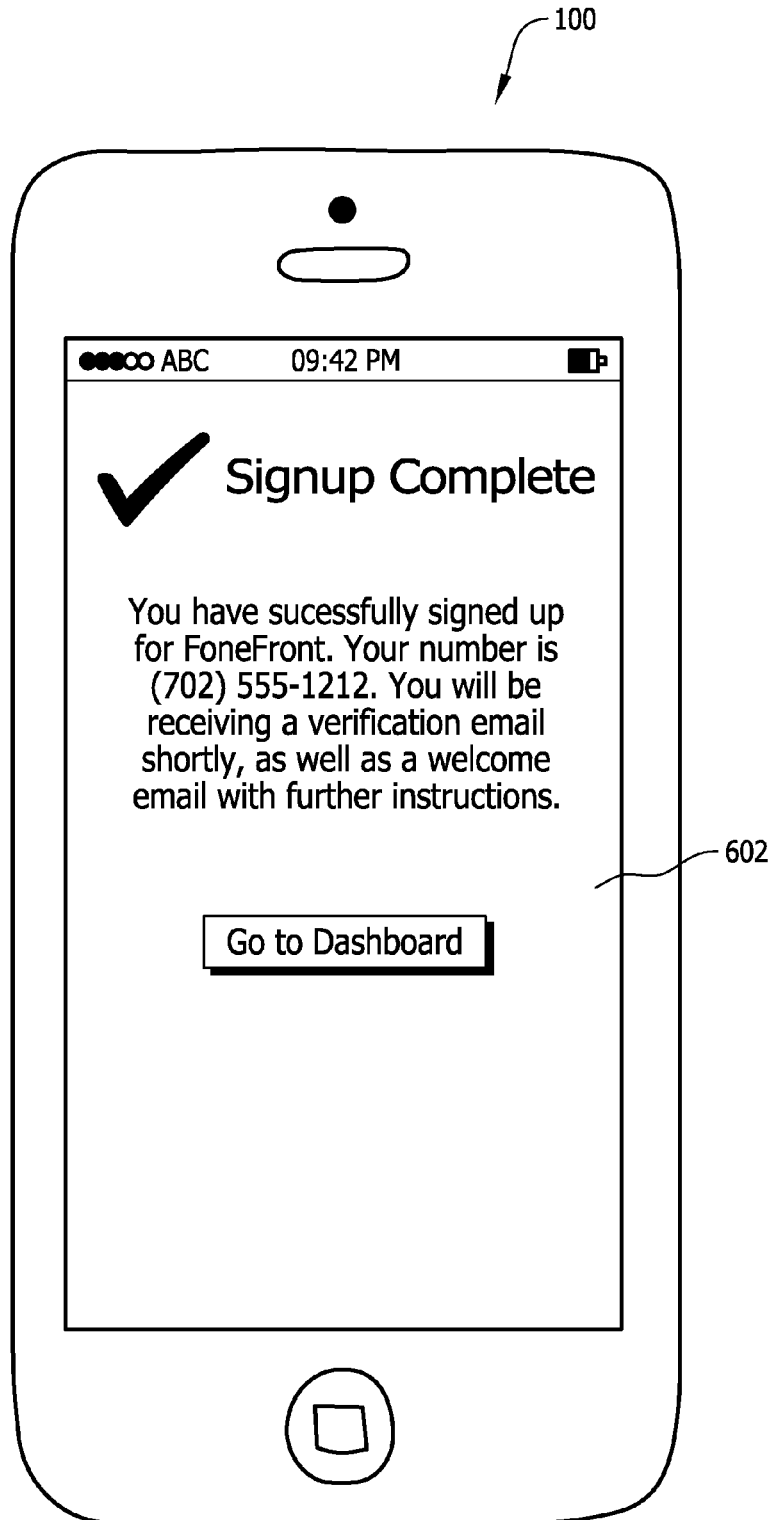 100
ABC 09:42 PM
Signup Complete
You have sucessfully signed up
for FoneFront. Your number is
(702) 555-1212. You will be
receiving a verification email
shortly, as well as a welcome
email with further instructions.
602
Go to Dashboard